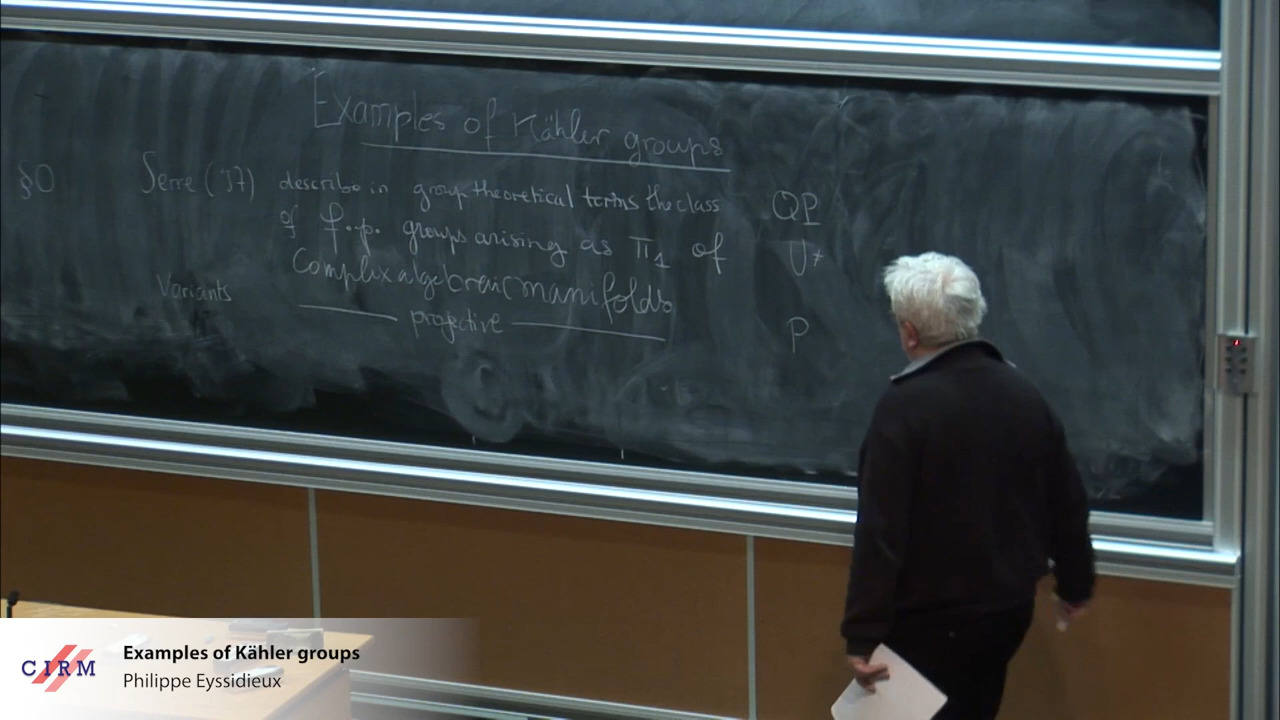 Examples of Kähler groups
§0 Serre ('57) describe in group theoretical terms the class QP
of f.p. groups arising as π₁ of U≠
Complex algebraic manifolds
Variants —— projective —— P
CIRM
Examples of Kähler groups
Philippe Eyssidieux